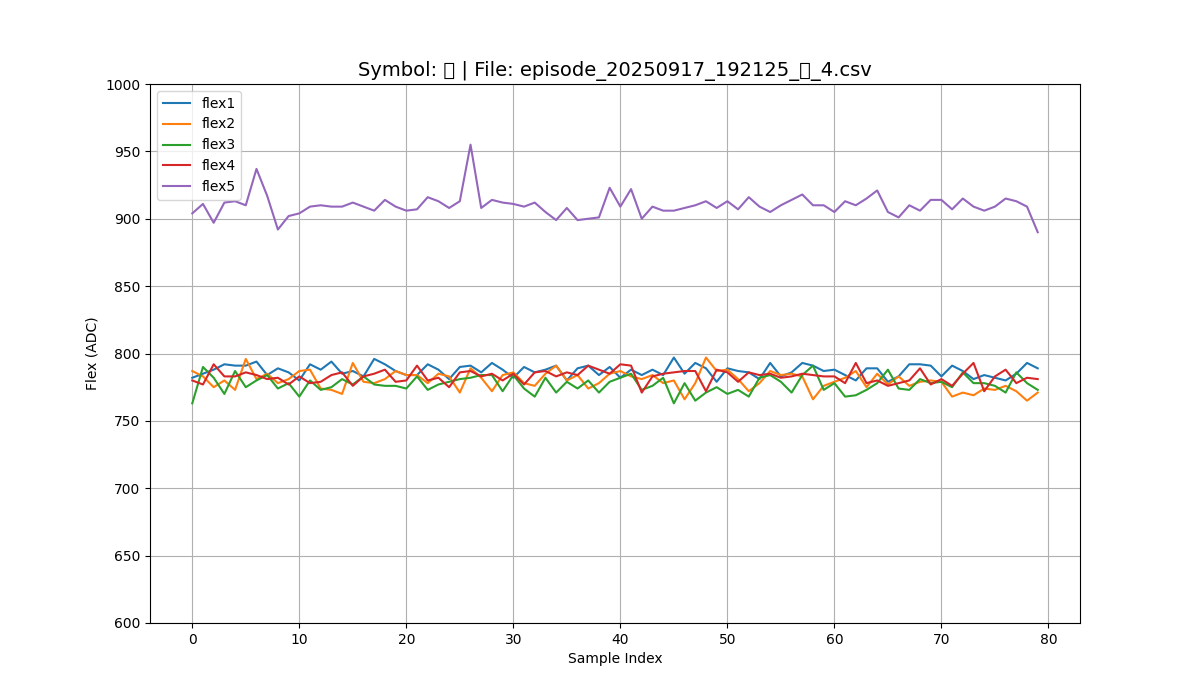 Symbol: | File: episode_20250917_192125_ _4.csv
1000
950
900
850
800
750
700
650
600
Flex (ADC)
flex1
flex2
flex3
flex4
flex5
0 10 20 30 40 50 60 70 80
Sample Index